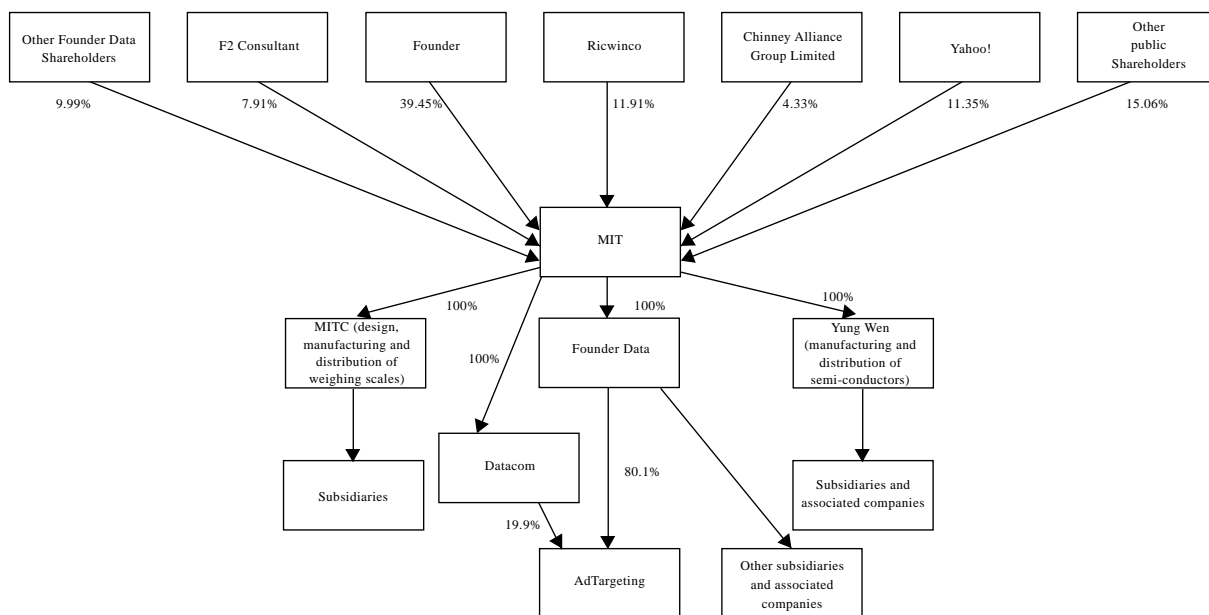 Other Founder Data
Shareholders
F2 Consultant
Founder
Ricwinco
Chinney Alliance
Group Limited
Yahoo!
Other
public
Shareholders
9.99%
7.91%
39.45%
11.91%
4.33%
11.35%
15.06%
MIT
100%
100%
100%
100%
MITC (design,
manufacturing and
distribution of
weighing scales)
Founder Data
Yung Wen
(manufacturing and
distribution of
semi-conductors)
Subsidiaries
Datacom
80.1%
Subsidiaries and
associated companies
19.9%
AdTargeting
Other subsidiaries
and associated
companies